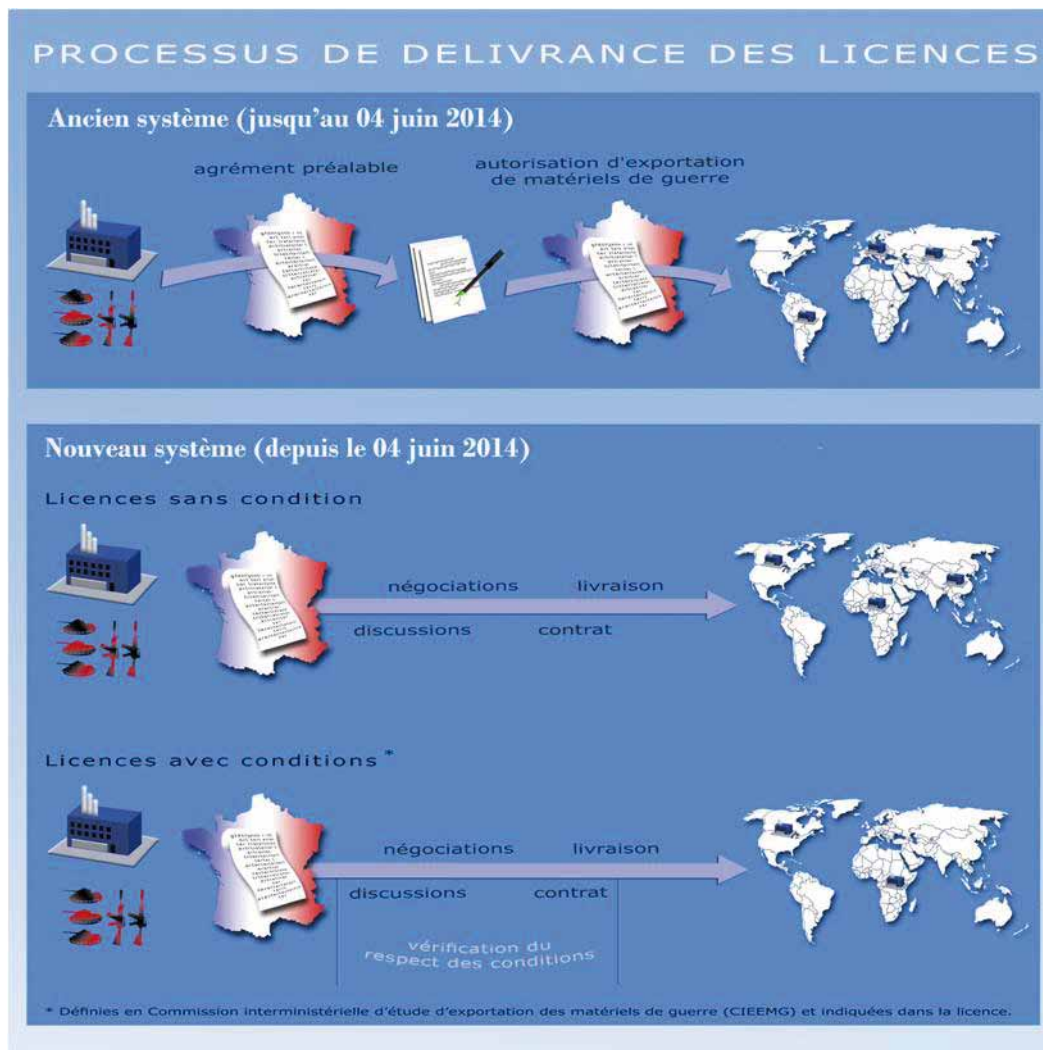 PROCESSUS DE DELIVRANCE DES LICENCES
Ancien système (jusqu'au 04 juin 2014)
agrément préalable
autorisation d'exportation
de matériels de guerre
Nouveau système (depuis le 04 juin 2014)
Licences sans condition
négociations livraison
discussions contrat
Licences avec conditions *
négociations livraison
discussions contrat
vérification du
respect des conditions
* Définies en Commission interministérielle d'étude d'exportation des matériels de guerre (CIEEMG) et indiquées dans la licence.